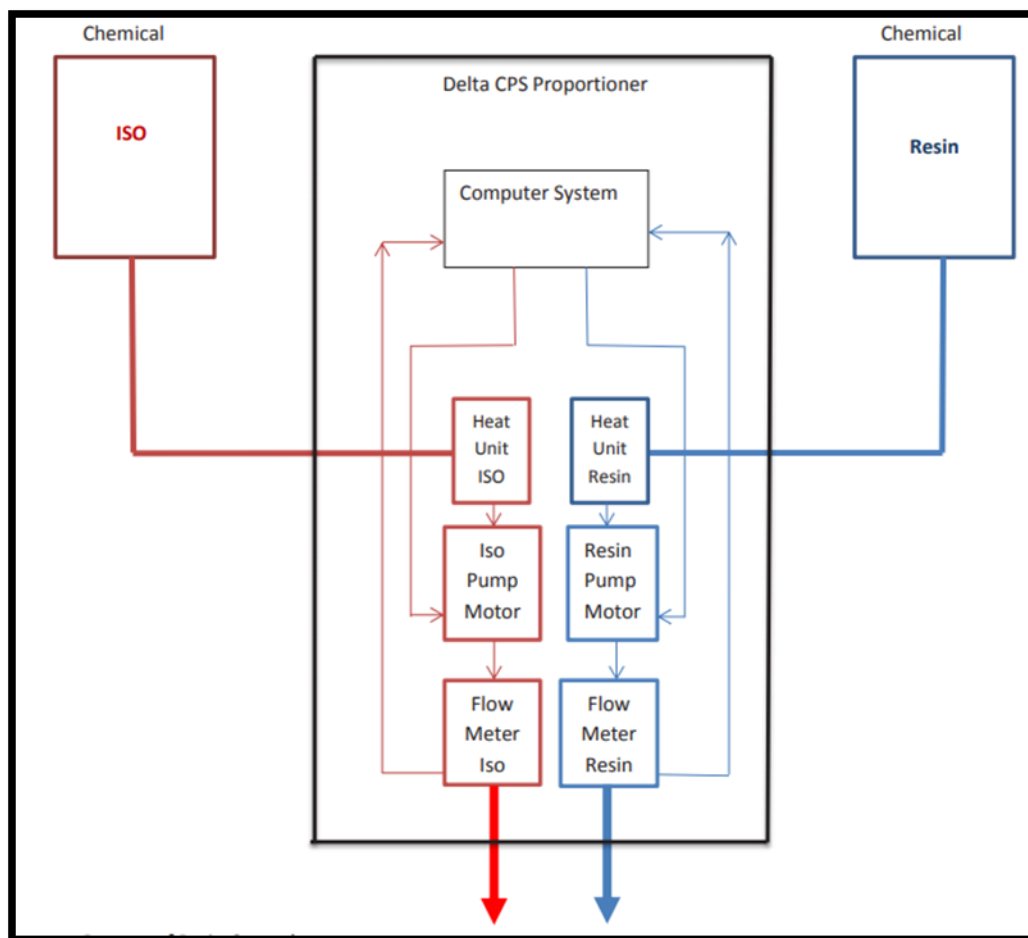 Chemical
Chemical
Delta CPS Proportioner
ISO
Resin
Computer System
Heat
Unit
ISO
Heat
Unit
Resin
Iso
Pump
Motor
Resin
Pump
Motor
Flow
Meter
Iso
Flow
Meter
Resin